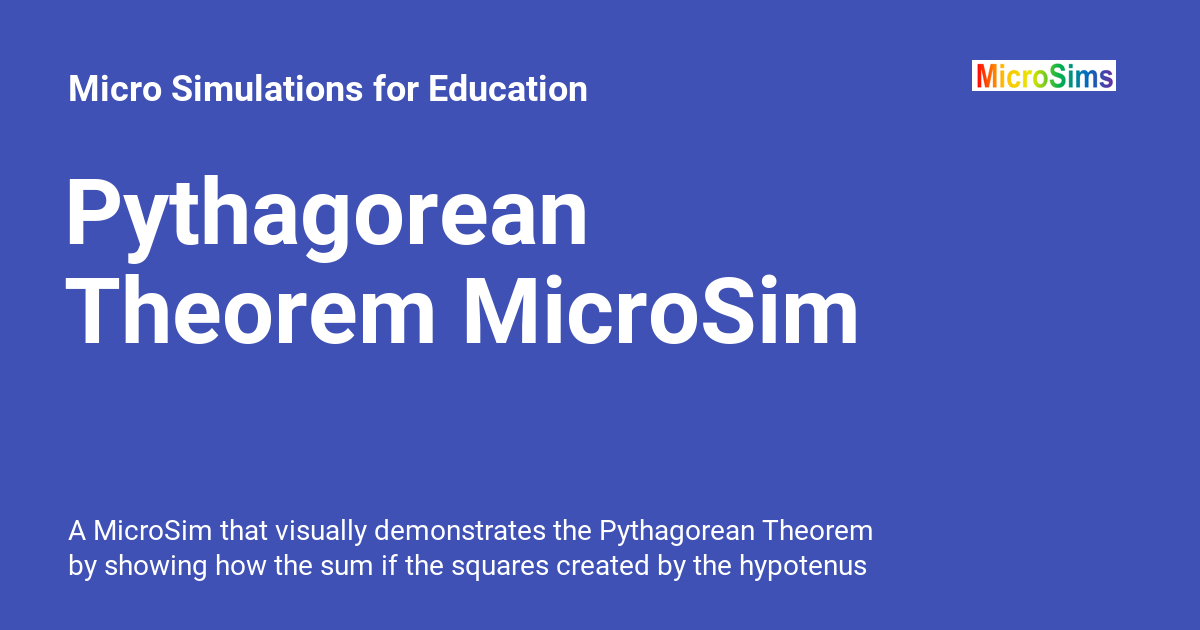 Micro Simulations for Education
MicroSims
Pythagorean
Theorem MicroSim
A MicroSim that visually demonstrates the Pythagorean Theorem
by showing how the sum if the squares created by the hypotenus